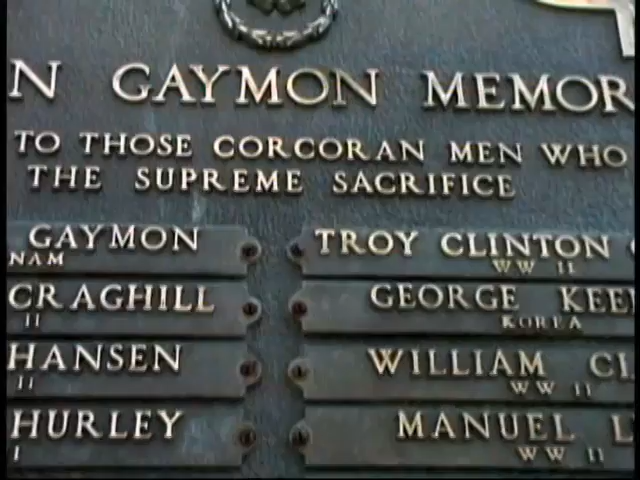 N GAYMON MEMOR
TO THOSE CORCORAN MEN WHO
THE SUPREME SACRIFICE
GAYMON
NAM
CRAGHILL
II
HANSEN
II
HURLEY
I
TROY CLINTON
WW II
GEORGE KEE
KOREA
WILLIAM CL
WW II
MANUEL L
WW II